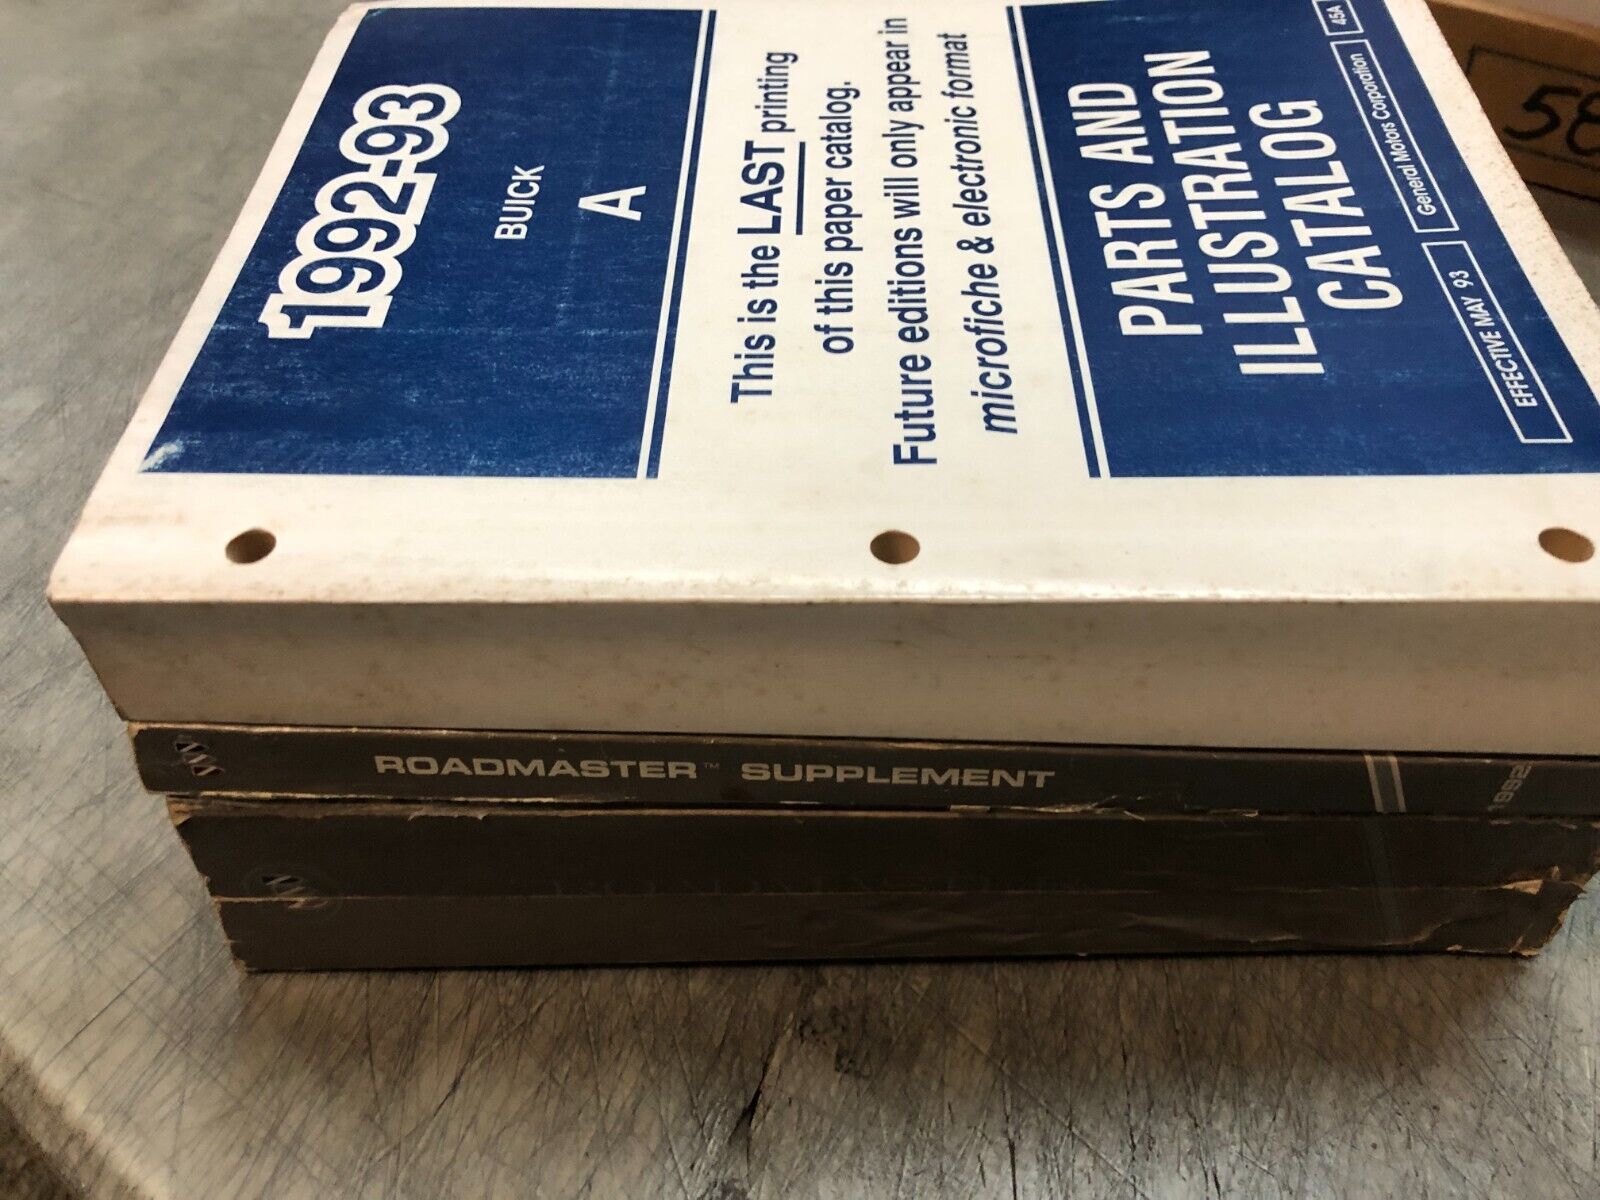 1992-93
BUICK
A
This is the LAST printing
of this paper catalog.
Future editions will only appear in
microfiche & electronic format
PARTS AND
ILLUSTRATION
CATALOG
EFFECTIVE MAY 93
General Motors Corporation
45A
58
ROADMASTER™ SUPPLEMENT
1992